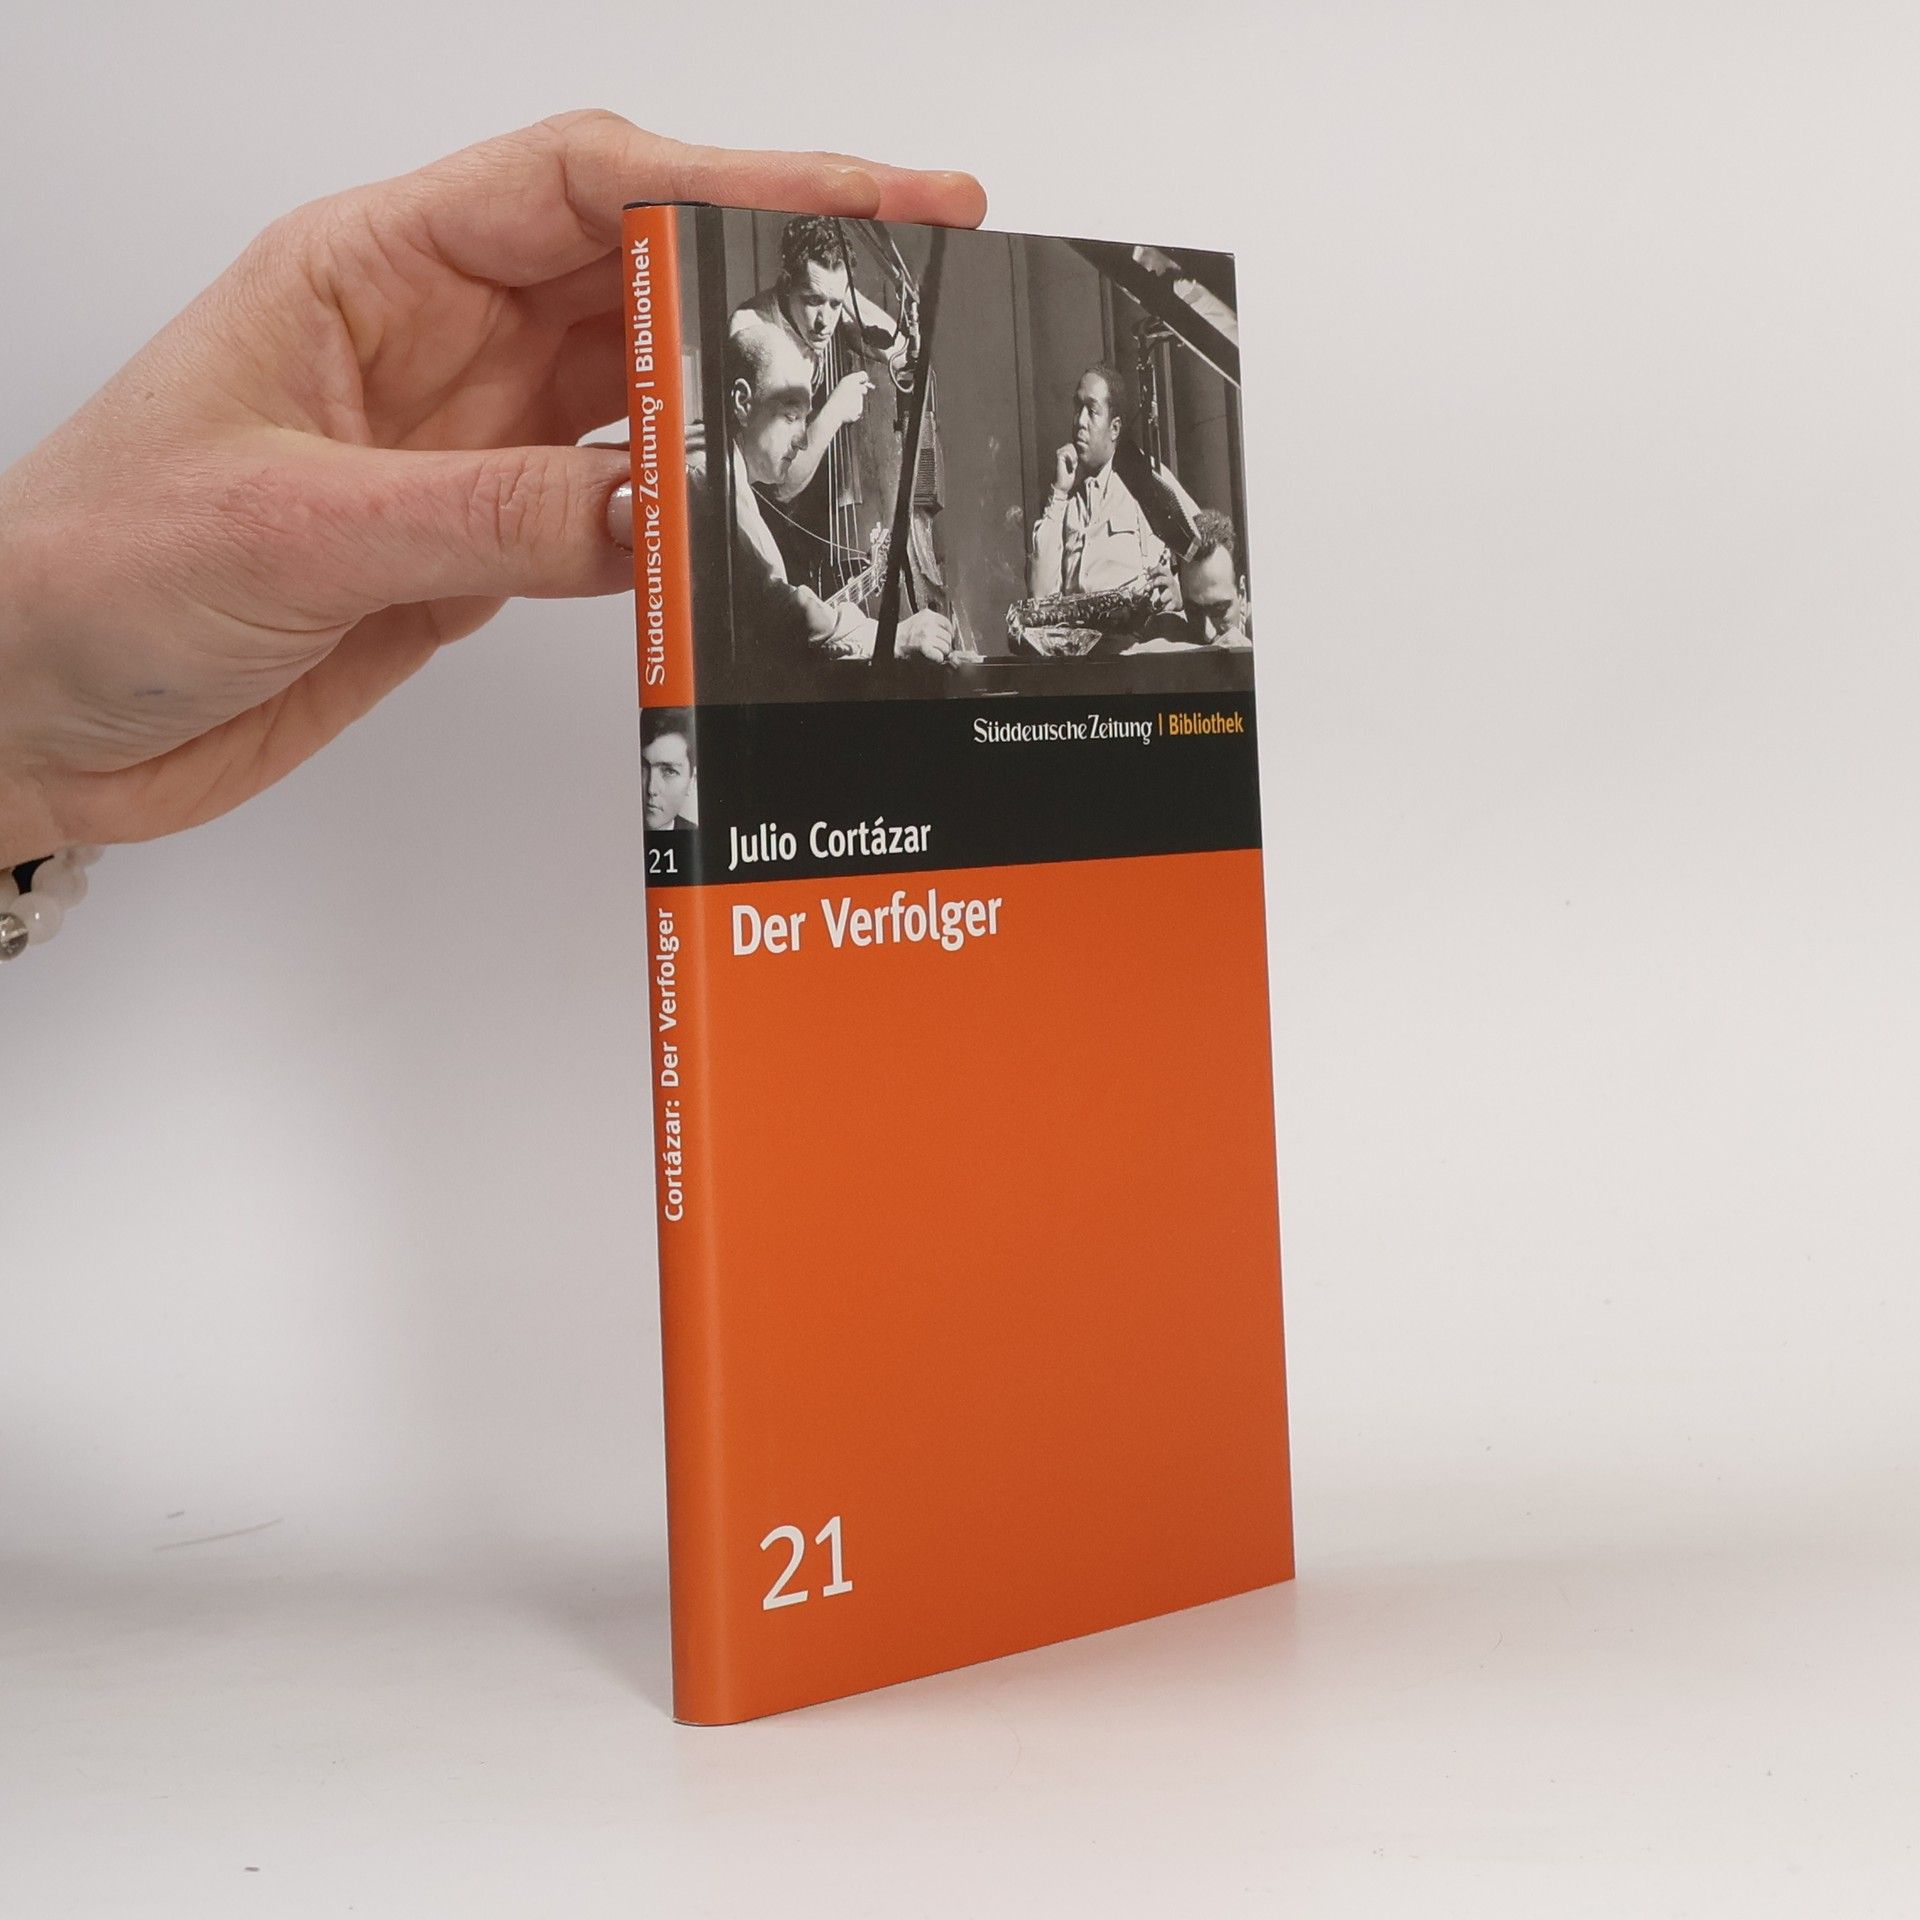 Süddeutsche Zeitung | Bibliothek
21
Cortázar: Der Verfolger
Süddeutsche Zeitung | Bibliothek
Julio Cortázar
Der Verfolger
21